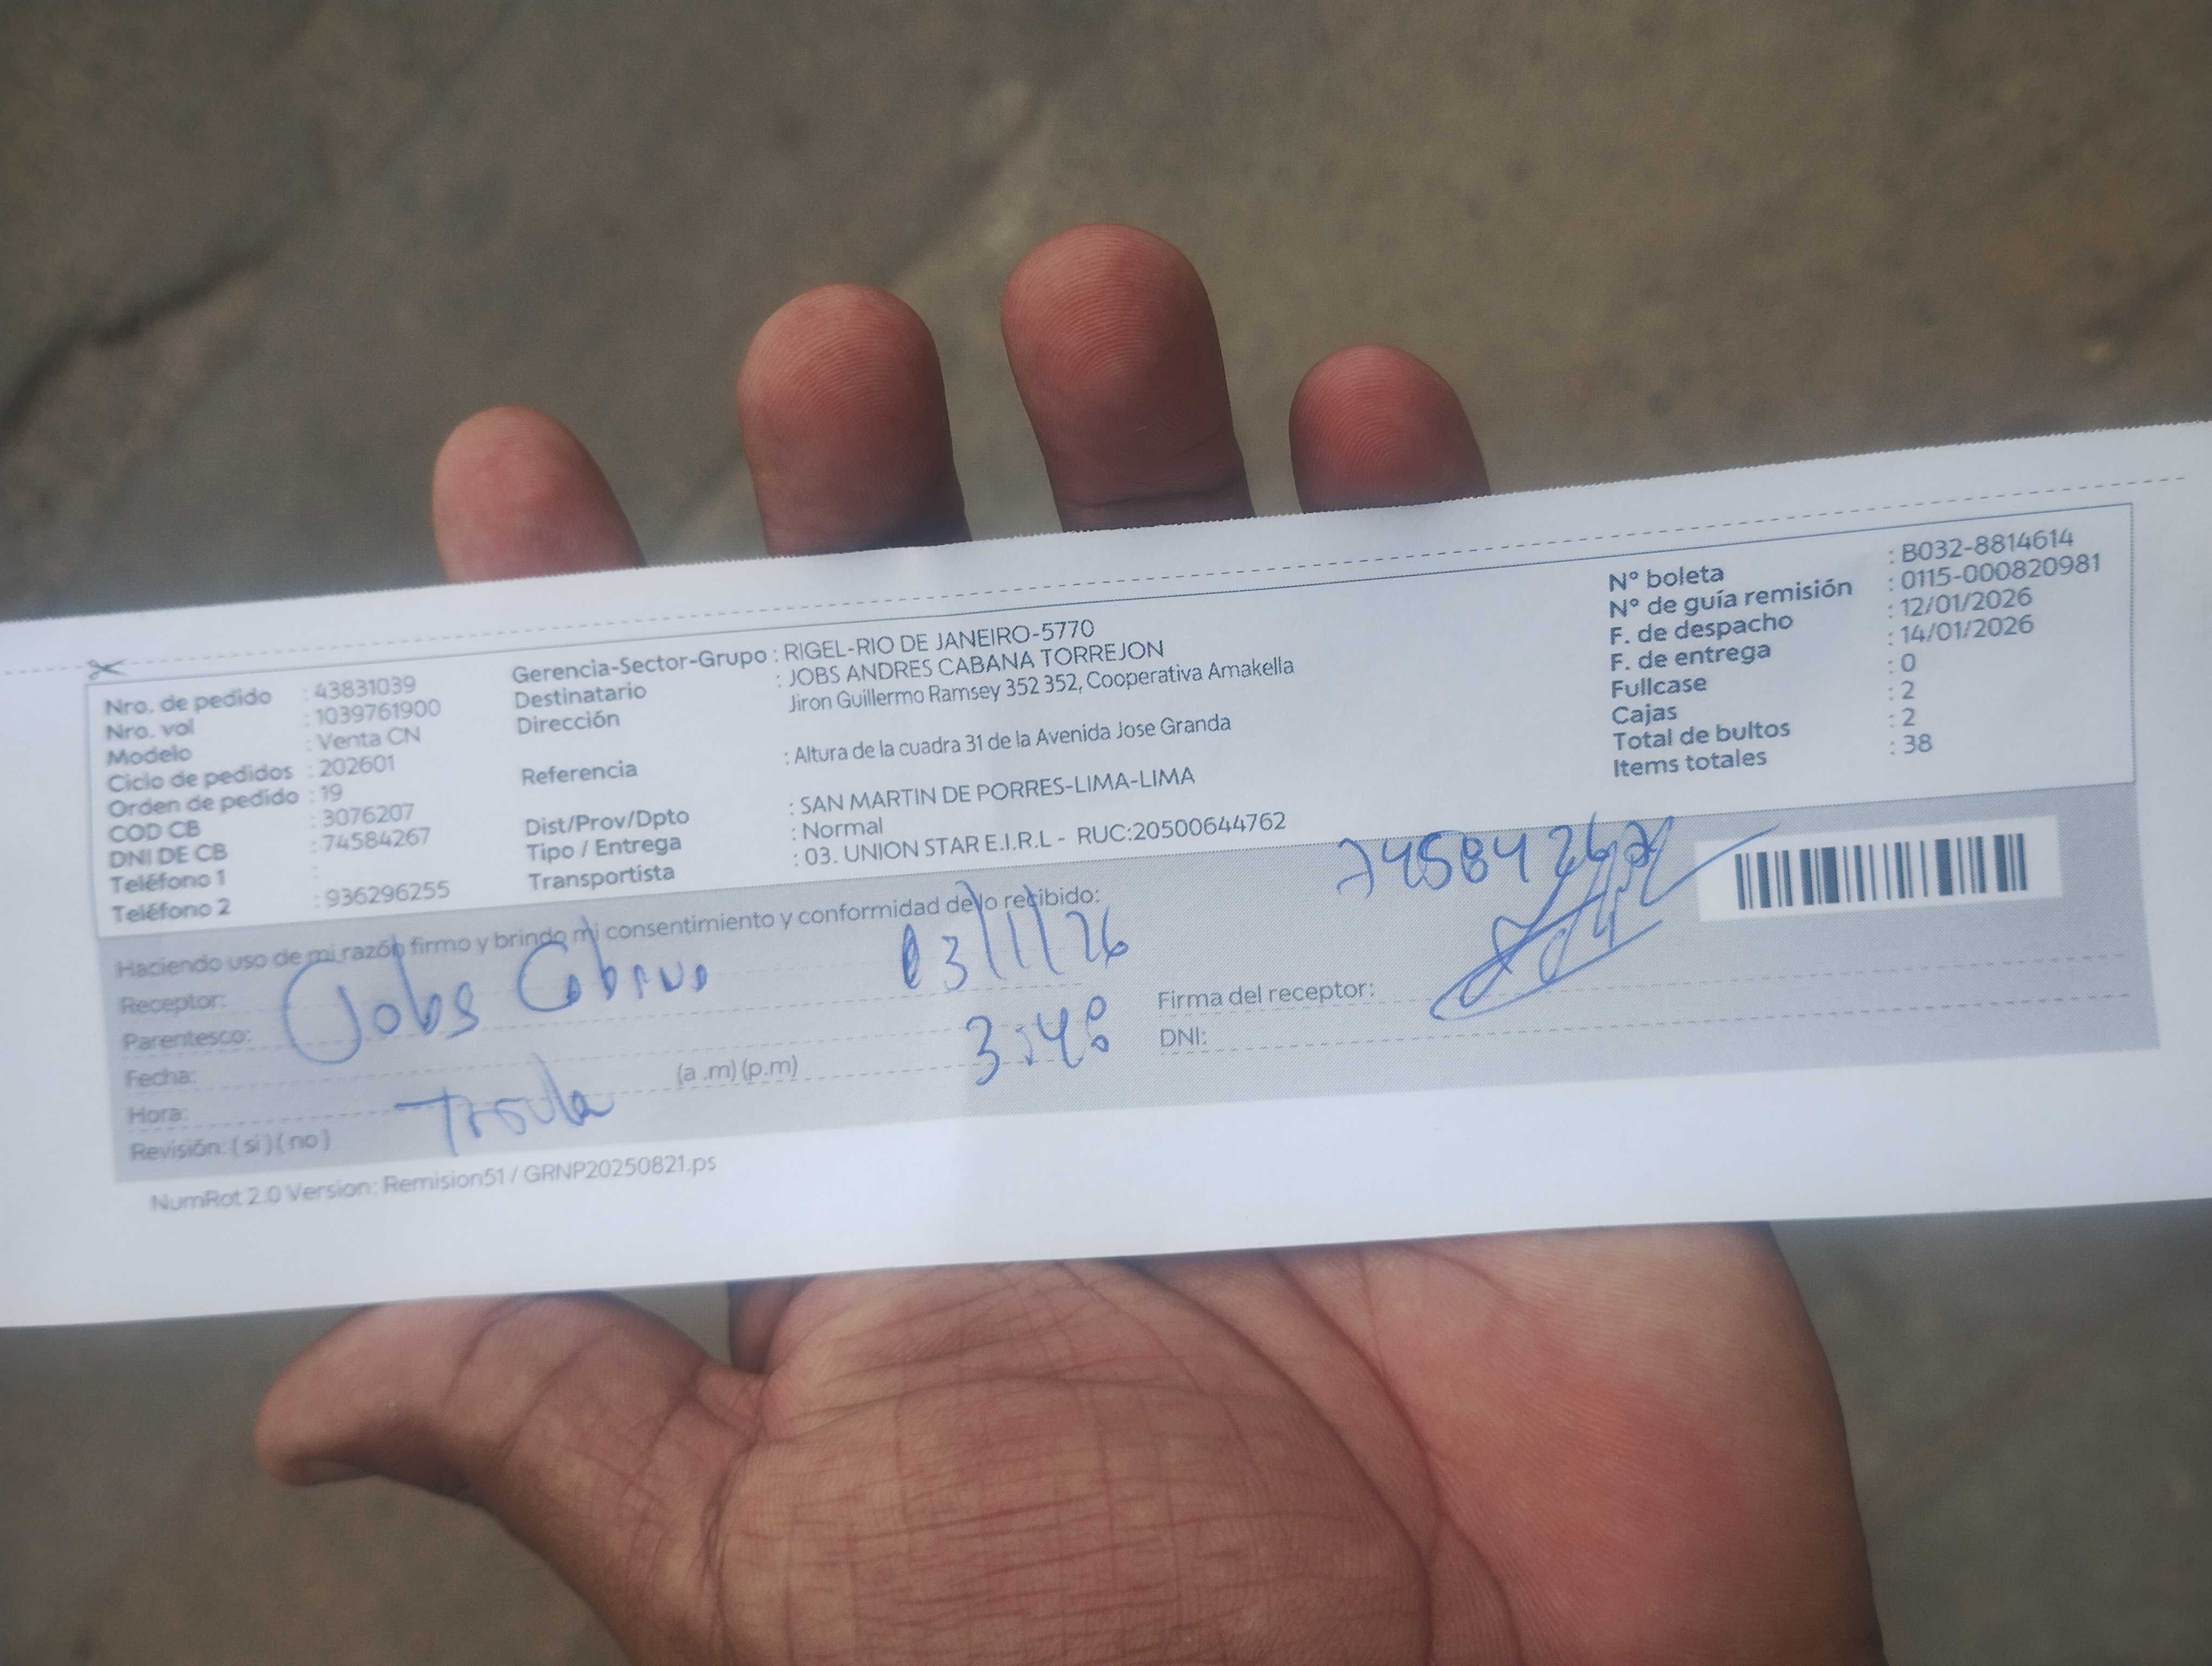 Nro. de pedido : 43831039
Nro. vol : 1039761900
Modelo : Venta CN
Ciclo de pedidos : 202601
Orden de pedido : 19
COD CB : 3076207
DNI DE CB : 74584267
Teléfono 1 :
Teléfono 2 : 936296255
Gerencia-Sector-Grupo : RIGEL-RIO DE JANEIRO-5770
Destinatario : JOBS ANDRES CABANA TORREJON
Dirección Jiron Guillermo Ramsey 352 352, Cooperativa Amakella
Referencia : Altura de la cuadra 31 de la Avenida Jose Granda
Dist/Prov/Dpto : SAN MARTIN DE PORRES-LIMA-LIMA
Tipo / Entrega : Normal
Transportista : 03. UNION STAR E.I.R.L - RUC:20500644762
N° boleta : B032-8814614
N° de guía remisión : 0115-000820981
F. de despacho : 12/01/2026
F. de entrega : 14/01/2026
Fullcase : 0
Cajas : 2
Total de bultos : 2
Items totales : 38
Haciendo uso de mi razón firmo y brindo mi consentimiento y conformidad de lo recibido:
Receptor: Jobs
Parentesco:
Fecha: 13/1/26
Hora: (a .m) (p.m) 3:48
Revisión: ( si ) ( no )
Firma del receptor:
DNI: 74584267
NumRot 2.0 Version: Remision51 / GRNP20250821.ps